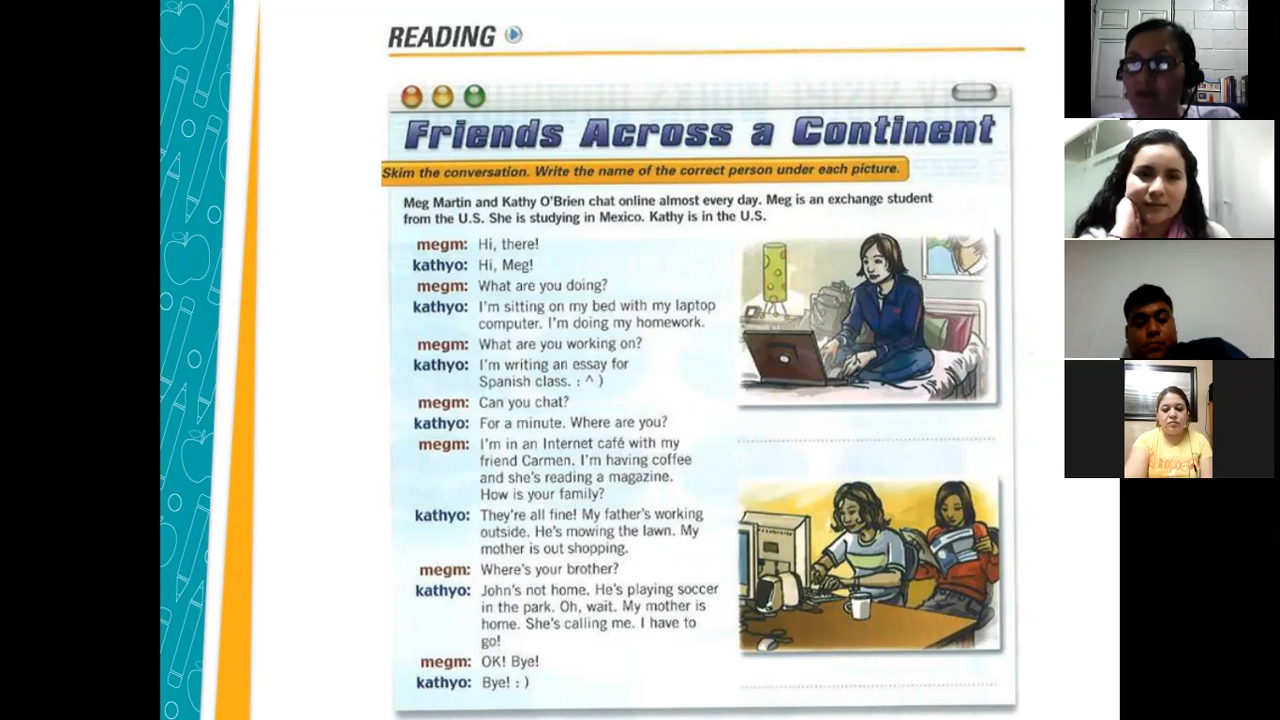 READING
Friends Across a Continent
Skim the conversation. Write the name of the correct person under each picture.
Meg Martin and Kathy O'Brien chat online almost every day. Meg is an exchange student
from the U.S. She is studying in Mexico. Kathy is in the U.S.
megm: Hi, there!
kathyo: Hi, Meg!
megm: What are you doing?
kathyo: I'm sitting on my bed with my laptop
computer. I'm doing my homework.
megm: What are you working on?
kathyo: I'm writing an essay for
Spanish class. : ^ )
megm: Can you chat?
kathyo: For a minute. Where are you?
megm: I'm in an Internet café with my
friend Carmen. I'm having coffee
and she's reading a magazine.
How is your family?
kathyo: They're all fine! My father's working
outside. He's mowing the lawn. My
mother is out shopping.
megm: Where's your brother?
kathyo: John's not home. He's playing soccer
in the park. Oh, wait. My mother is
home. She's calling me. I have to
go!
megm: OK! Bye!
kathyo: Bye! : )